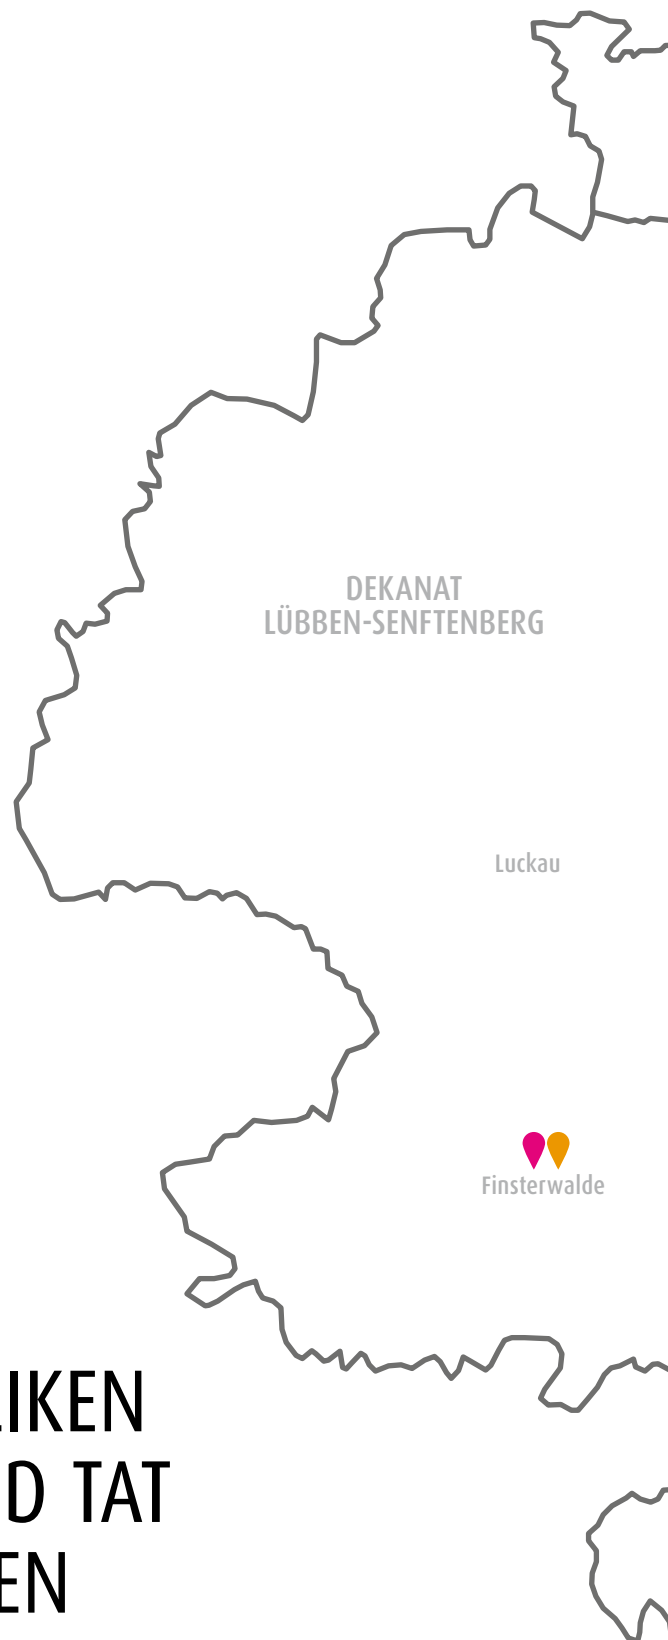 DEKANAT
LÜBBEN-SENFTENBERG
Luckau
Finsterwalde
LIKEN
D TAT
EN